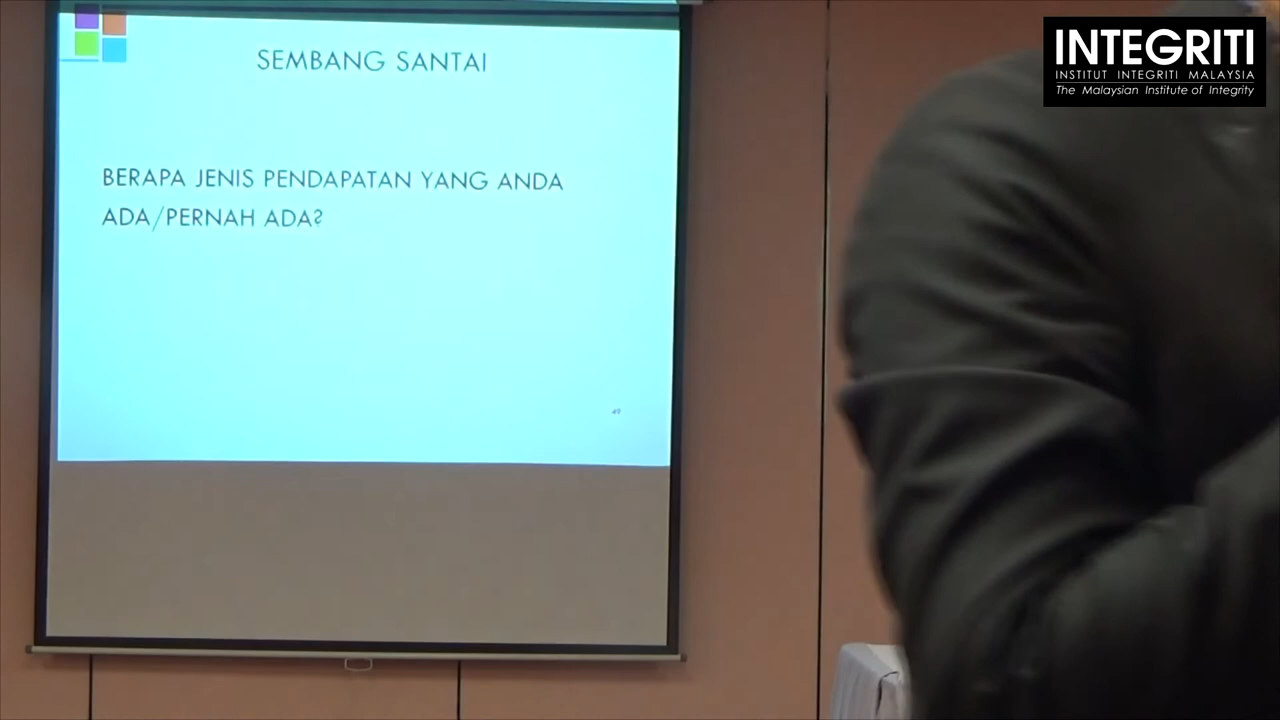 SEMBANG SANTAI
BERAPA JENIS PENDAPATAN YANG ANDA
ADA/PERNAH ADA?
49
INTEGRITI
INSTITUT INTEGRITI MALAYSIA
The Malaysian Institute of Integrity